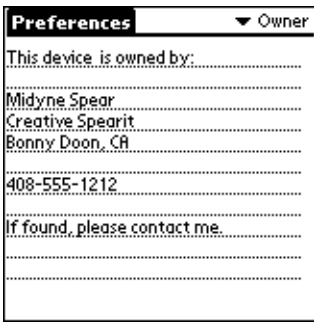 Preferences ▼ Owner
This device is owned by:
Midyne Spear
Creative Spearit
Bonny Doon, CA
408-555-1212
If found, please contact me.